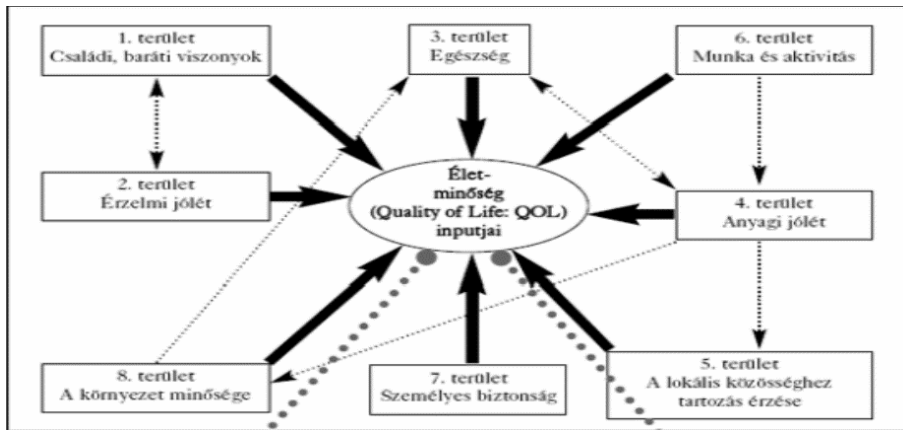 1. terület
Családi, baráti viszonyok
3. terület
Egészség
6. terület
Munka és aktivitás
2. terület
Érzelmi jólét
Élet-
minőség
(Quality of Life: QOL)
inputjai
4. terület
Anyagi jólét
8. terület
A környezet minősége
7. terület
Személyes biztonság
5. terület
A lokális közösséghez
tartozás érzése